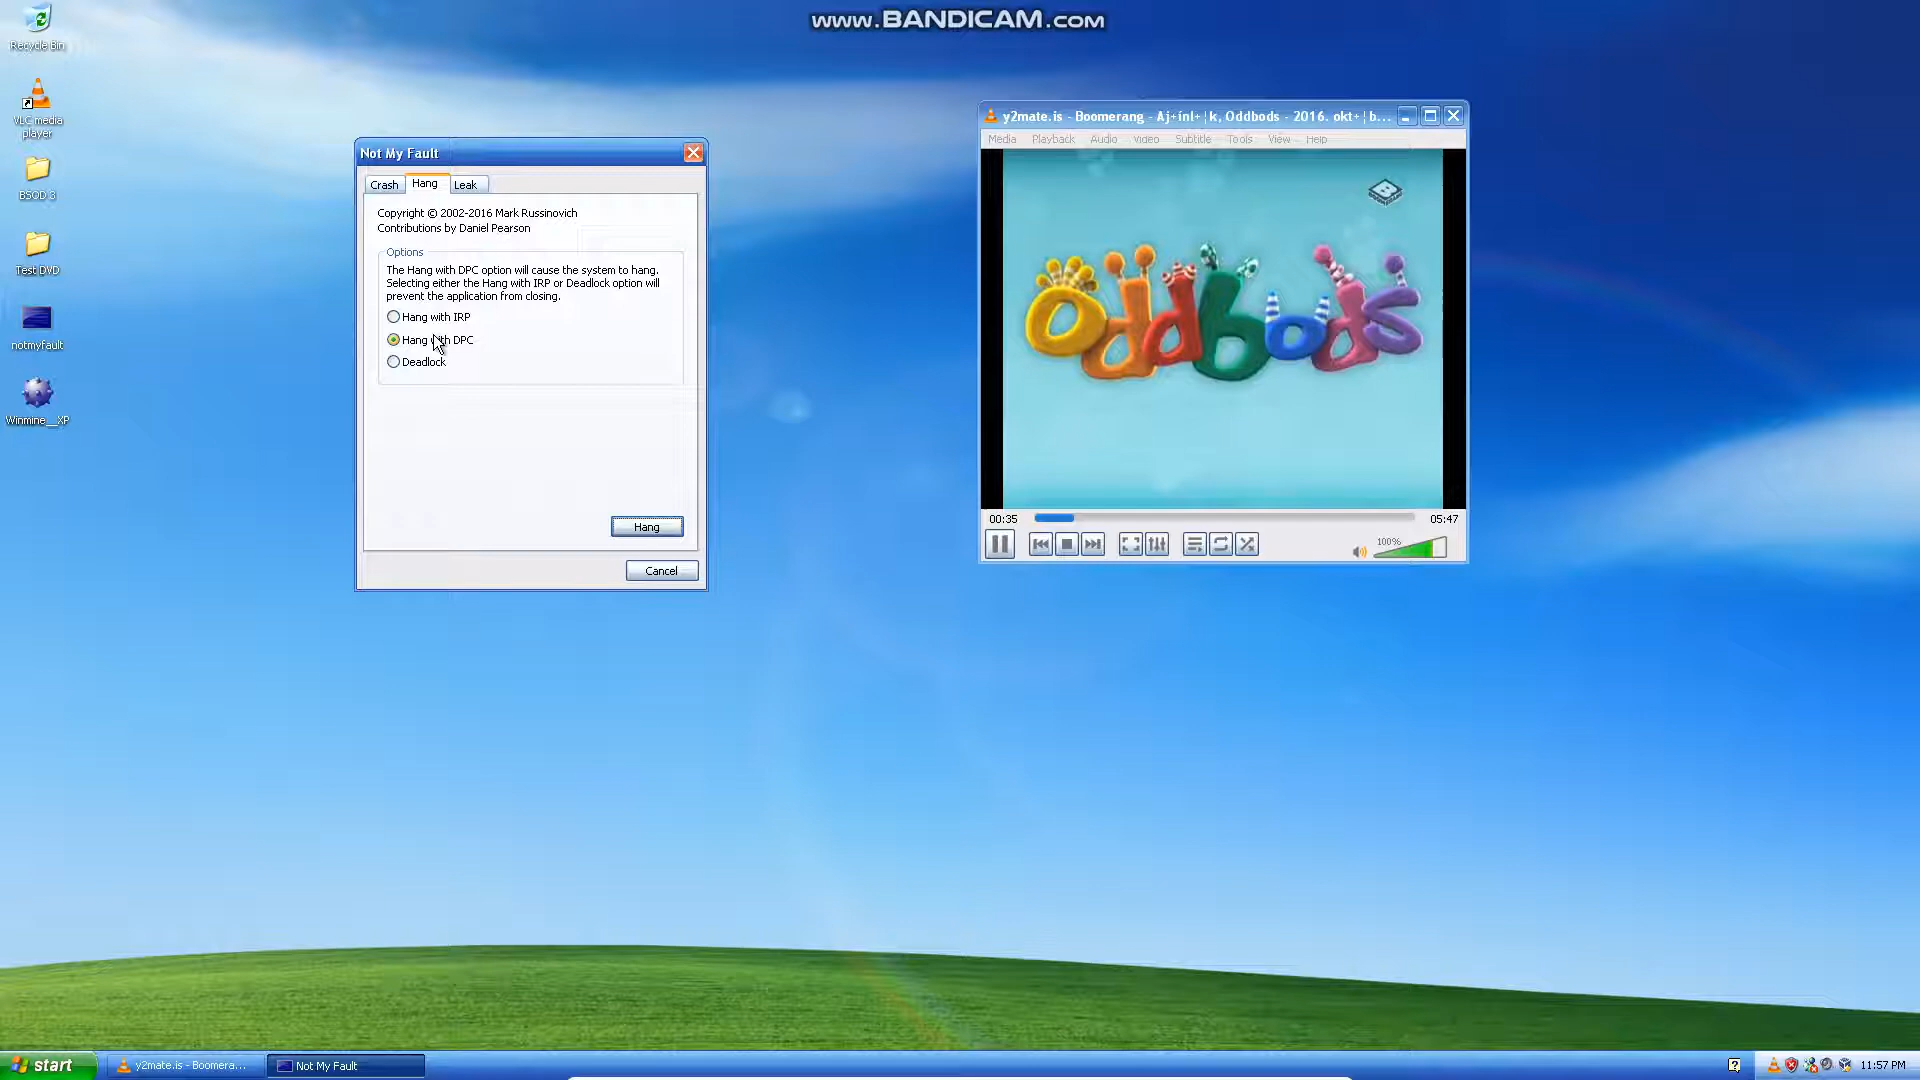 www.BANDICAM.com
Recycle Bin
VLC media
player
BSOD 3
Test DVD
notmyfault
Winmine__XP
Not My Fault
Crash
Hang
Leak
Copyright © 2002-2016 Mark Russinovich
Contributions by Daniel Pearson
Options
The Hang with DPC option will cause the system to hang.
Selecting either the Hang with IRP or Deadlock option will
prevent the application from closing.
Hang with IRP
Hang with DPC
Deadlock
Hang
Cancel
y2mate.is - Boomerang - Aj+ínl+¦k, Oddbods - 2016. okt+¦b...
Media Playback Audio Video Subtitle Tools View Help
B
oddbods
00:35
05:47
100%
start
y2mate.is - Boomera...
Not My Fault
11:57 PM